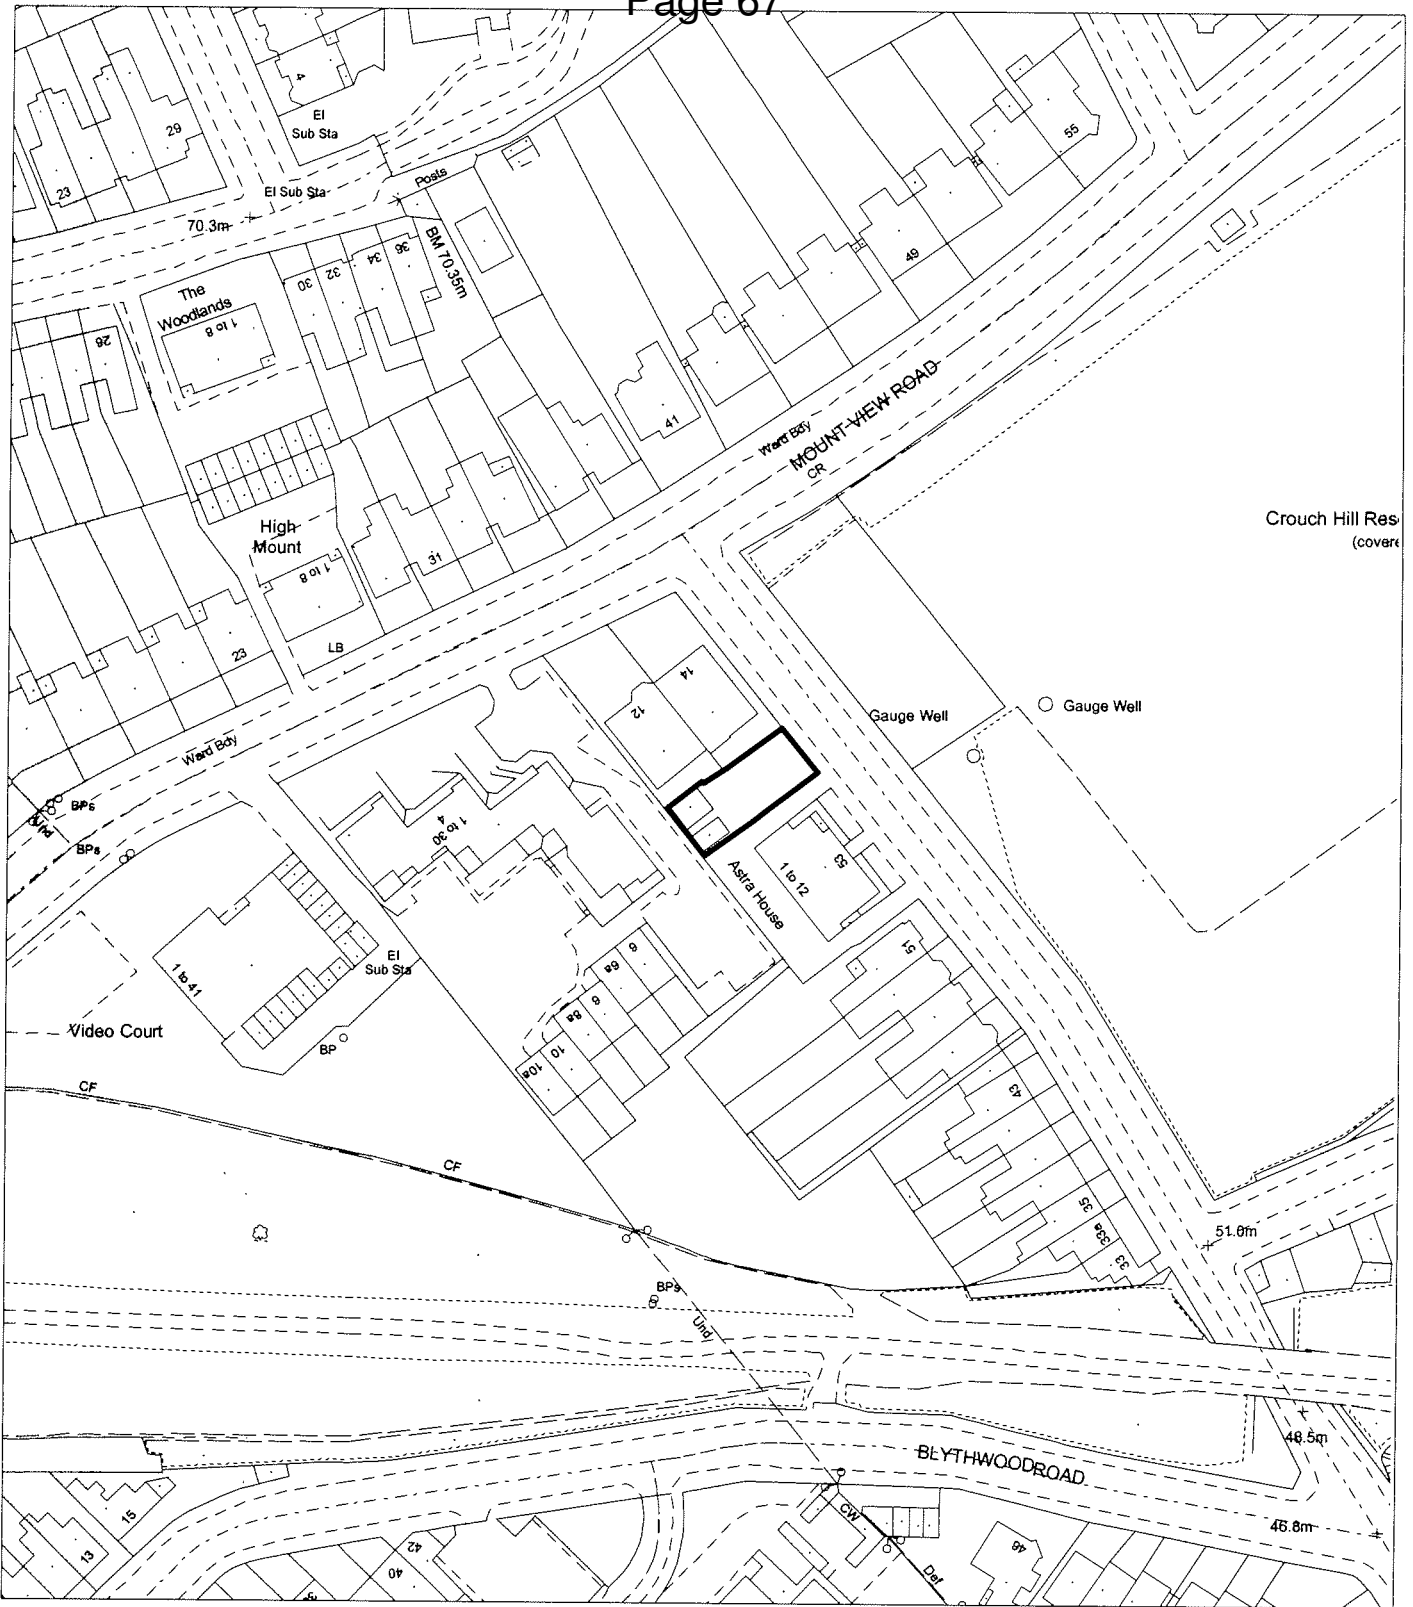 Page 67
4
El
Sub Sta
29
23
El Sub Sta
Posts
55
70.3m
BM 70.35m
36
34
32
30
49
The
Woodlands
1 to 8
28
41
MOUNT VIEW ROAD
Ward Bdy
CR
High
Mount
1 to 8
31
Crouch Hill Res
(covere
23
LB
14
12
Gauge Well
Gauge Well
Ward Bdy
BPs
Und
BPs
1 to 30
4
53
1 to 12
Astra House
1 to 41
El
Sub Sta
51
6
6a
8
8a
10
10a
Video Court
BP
CF
43
CF
35
33a
33
51.0m
BPs
Und
BLYTHWOOD ROAD
48.5m
15
13
42
40
CW
46
46.8m
Def